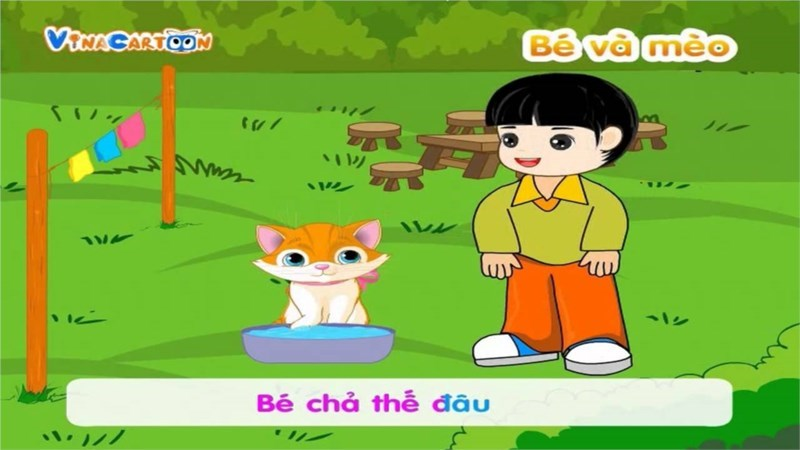 VINACARTOON
Bé và mèo
Bé chả thế đâu